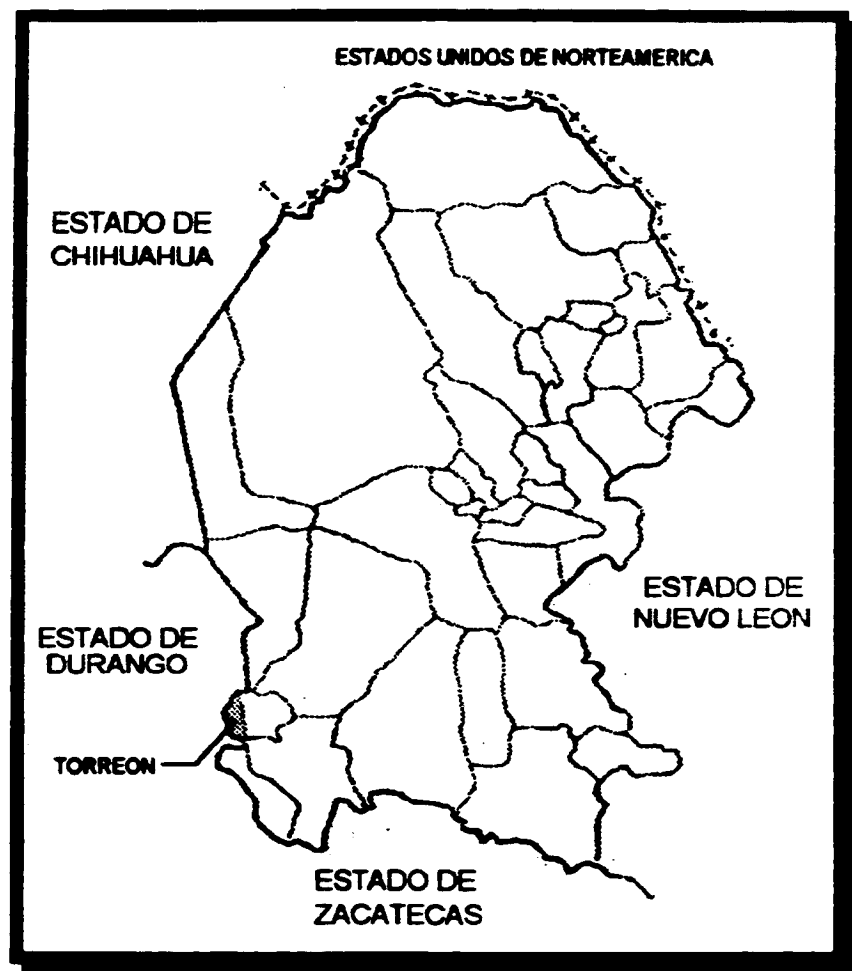 ESTADOS UNIDOS DE NORTEAMERICA
ESTADO DE
CHIHUAHUA
ESTADO DE
NUEVO LEON
ESTADO DE
DURANGO
TORREON
ESTADO DE
ZACATECAS